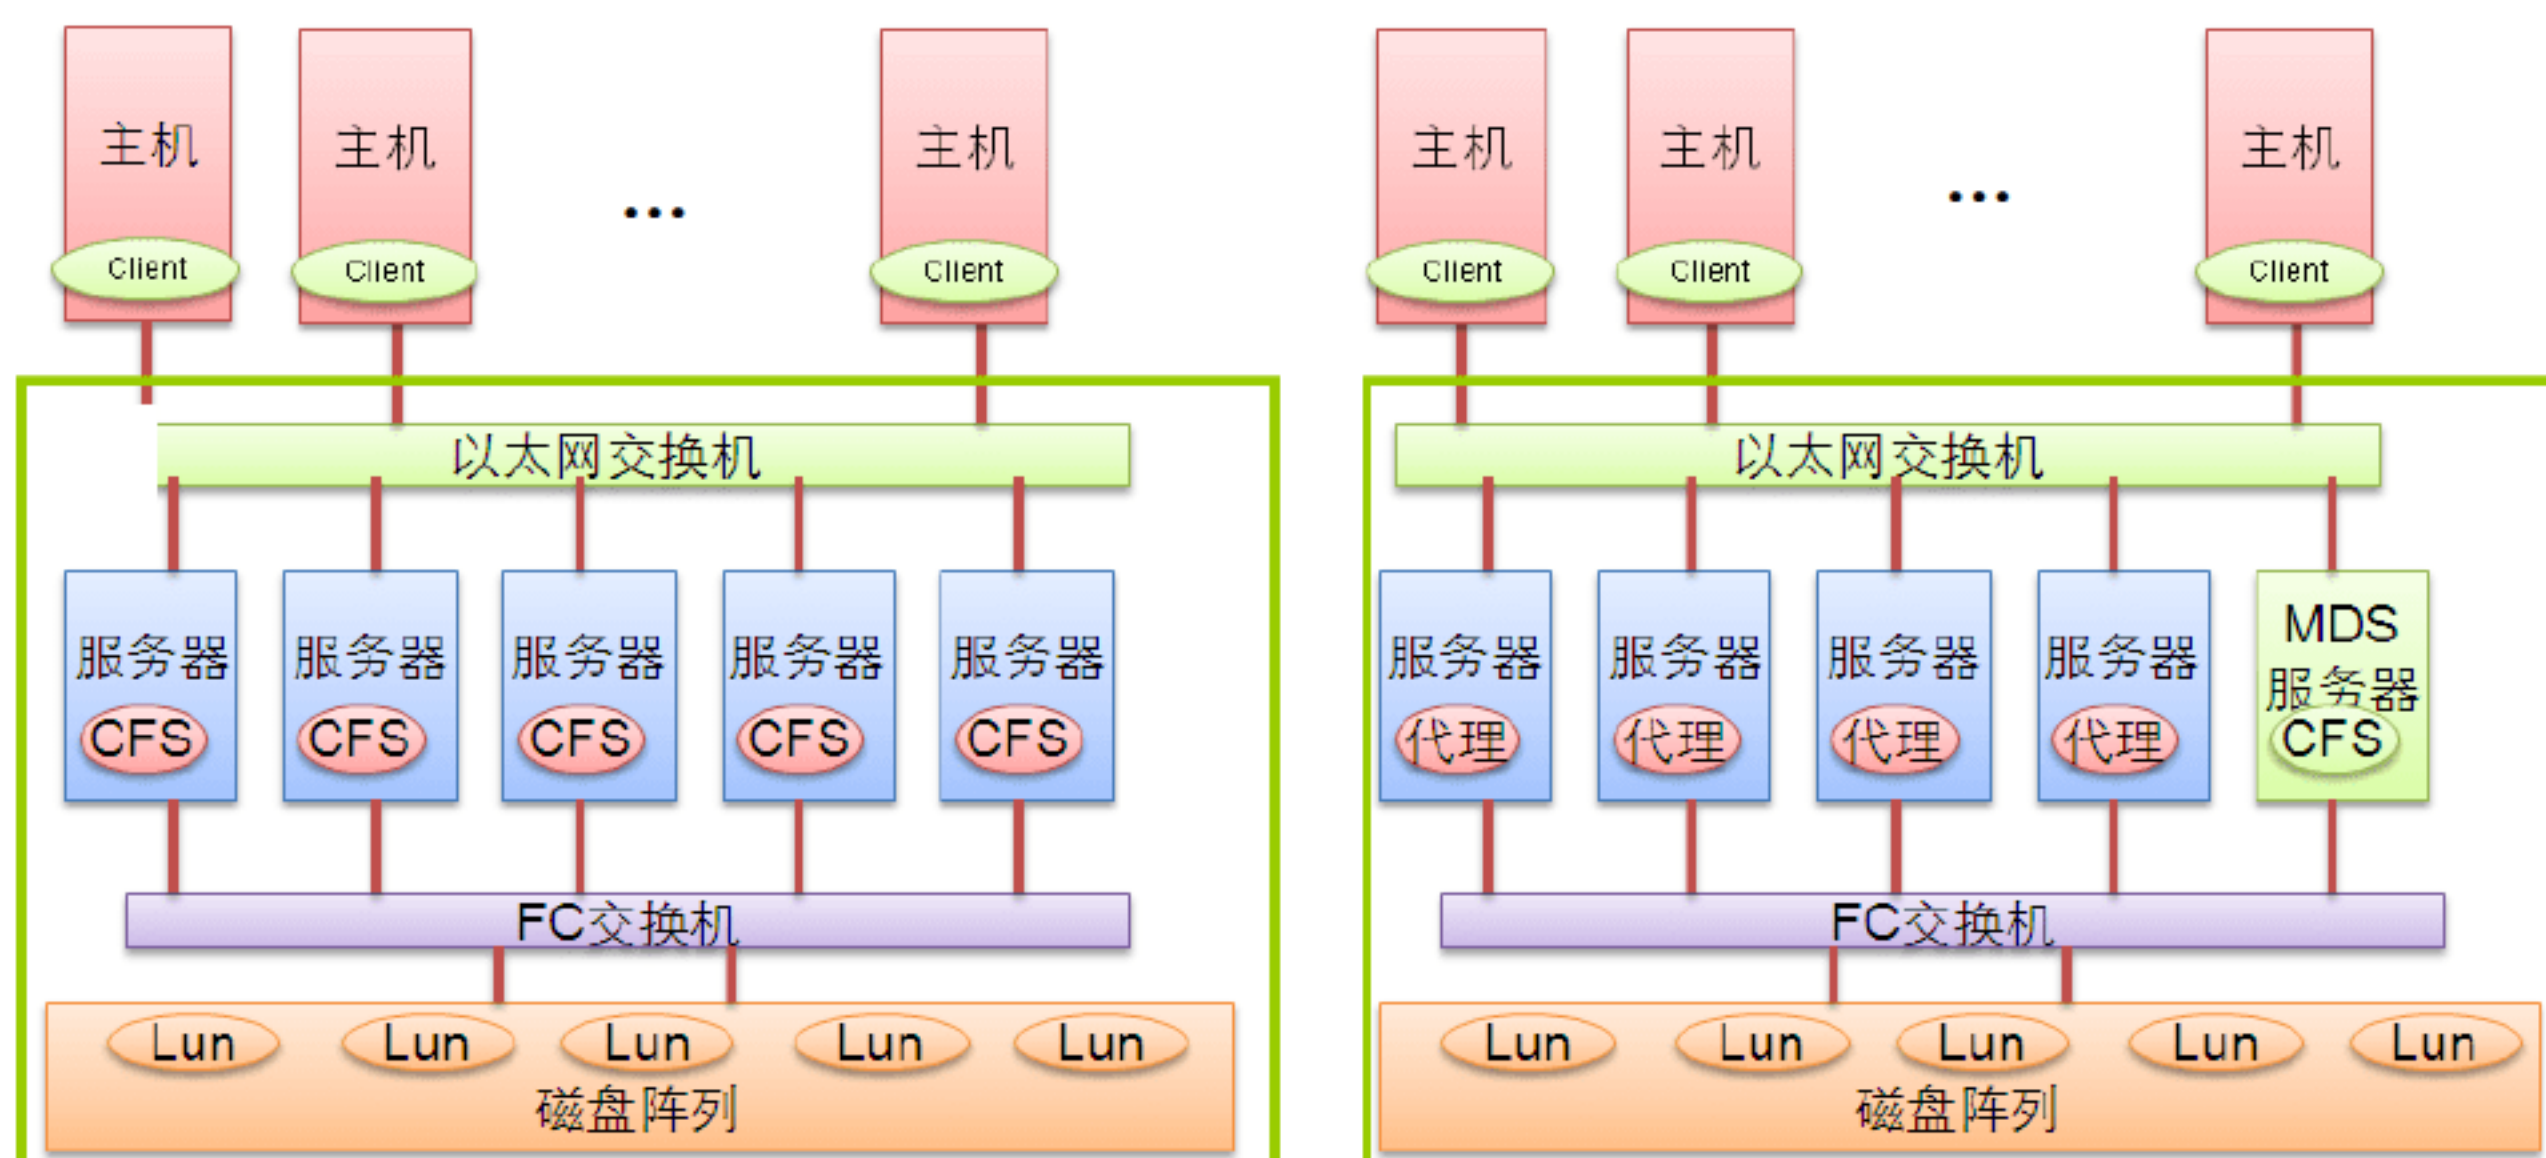 主机
Client
主机
Client
...
主机
Client
以太网交换机
服务器
CFS
服务器
CFS
服务器
CFS
服务器
CFS
服务器
CFS
FC交换机
Lun
Lun
Lun
Lun
Lun
磁盘阵列
主机
Client
主机
Client
...
主机
Client
以太网交换机
服务器
代理
服务器
代理
服务器
代理
服务器
代理
MDS
服务器
CFS
FC交换机
Lun
Lun
Lun
Lun
Lun
磁盘阵列